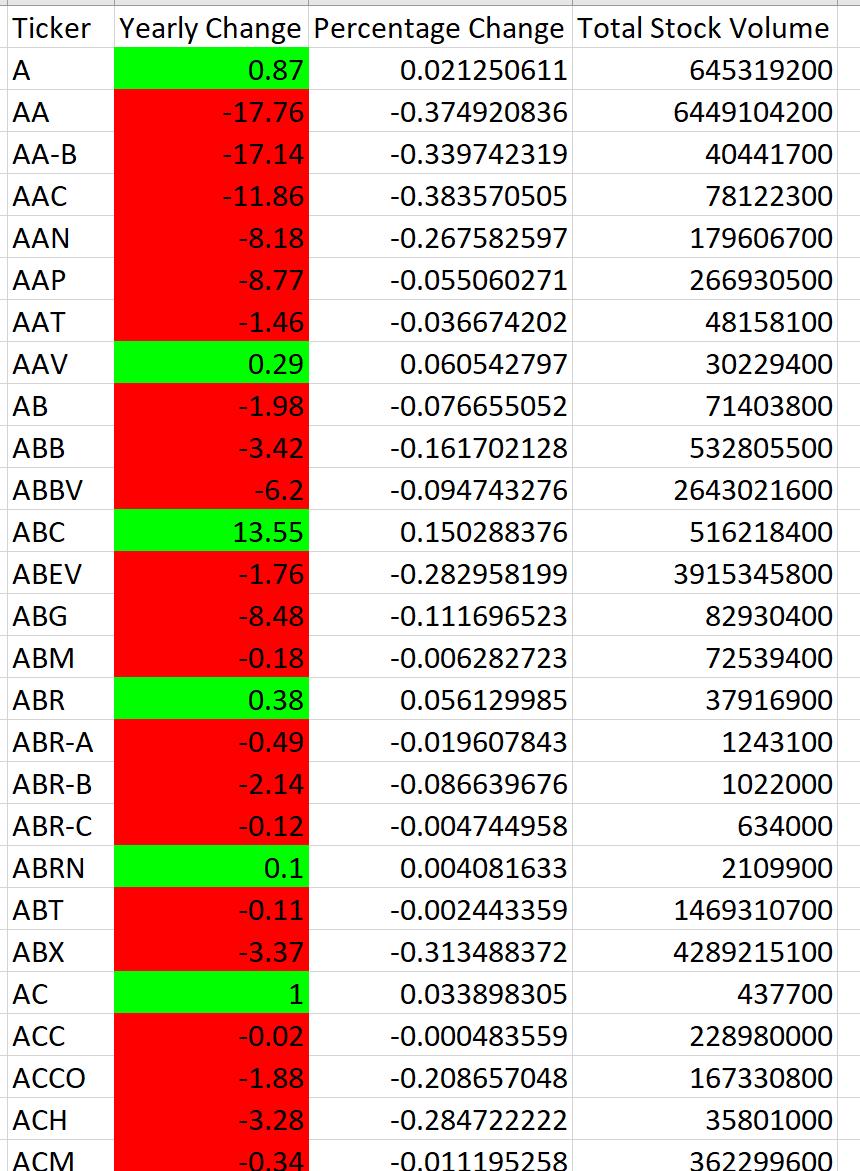 Ticker Yearly Change Percentage Change Total Stock Volume
A 0.87 0.021250611 645319200
AA -17.76 -0.374920836 6449104200
AA-B -17.14 -0.339742319 40441700
AAC -11.86 -0.383570505 78122300
AAN -8.18 -0.267582597 179606700
AAP -8.77 -0.055060271 266930500
AAT -1.46 -0.036674202 48158100
AAV 0.29 0.060542797 30229400
AB -1.98 -0.076655052 71403800
ABB -3.42 -0.161702128 532805500
ABBV -6.2 -0.094743276 2643021600
ABC 13.55 0.150288376 516218400
ABEV -1.76 -0.282958199 3915345800
ABG -8.48 -0.111696523 82930400
ABM -0.18 -0.006282723 72539400
ABR 0.38 0.056129985 37916900
ABR-A -0.49 -0.019607843 1243100
ABR-B -2.14 -0.086639676 1022000
ABR-C -0.12 -0.004744958 634000
ABRN 0.1 0.004081633 2109900
ABT -0.11 -0.002443359 1469310700
ABX -3.37 -0.313488372 4289215100
AC 1 0.033898305 437700
ACC -0.02 -0.000483559 228980000
ACCO -1.88 -0.208657048 167330800
ACH -3.28 -0.284722222 35801000
ACM -0.34 -0.011195258 362299600